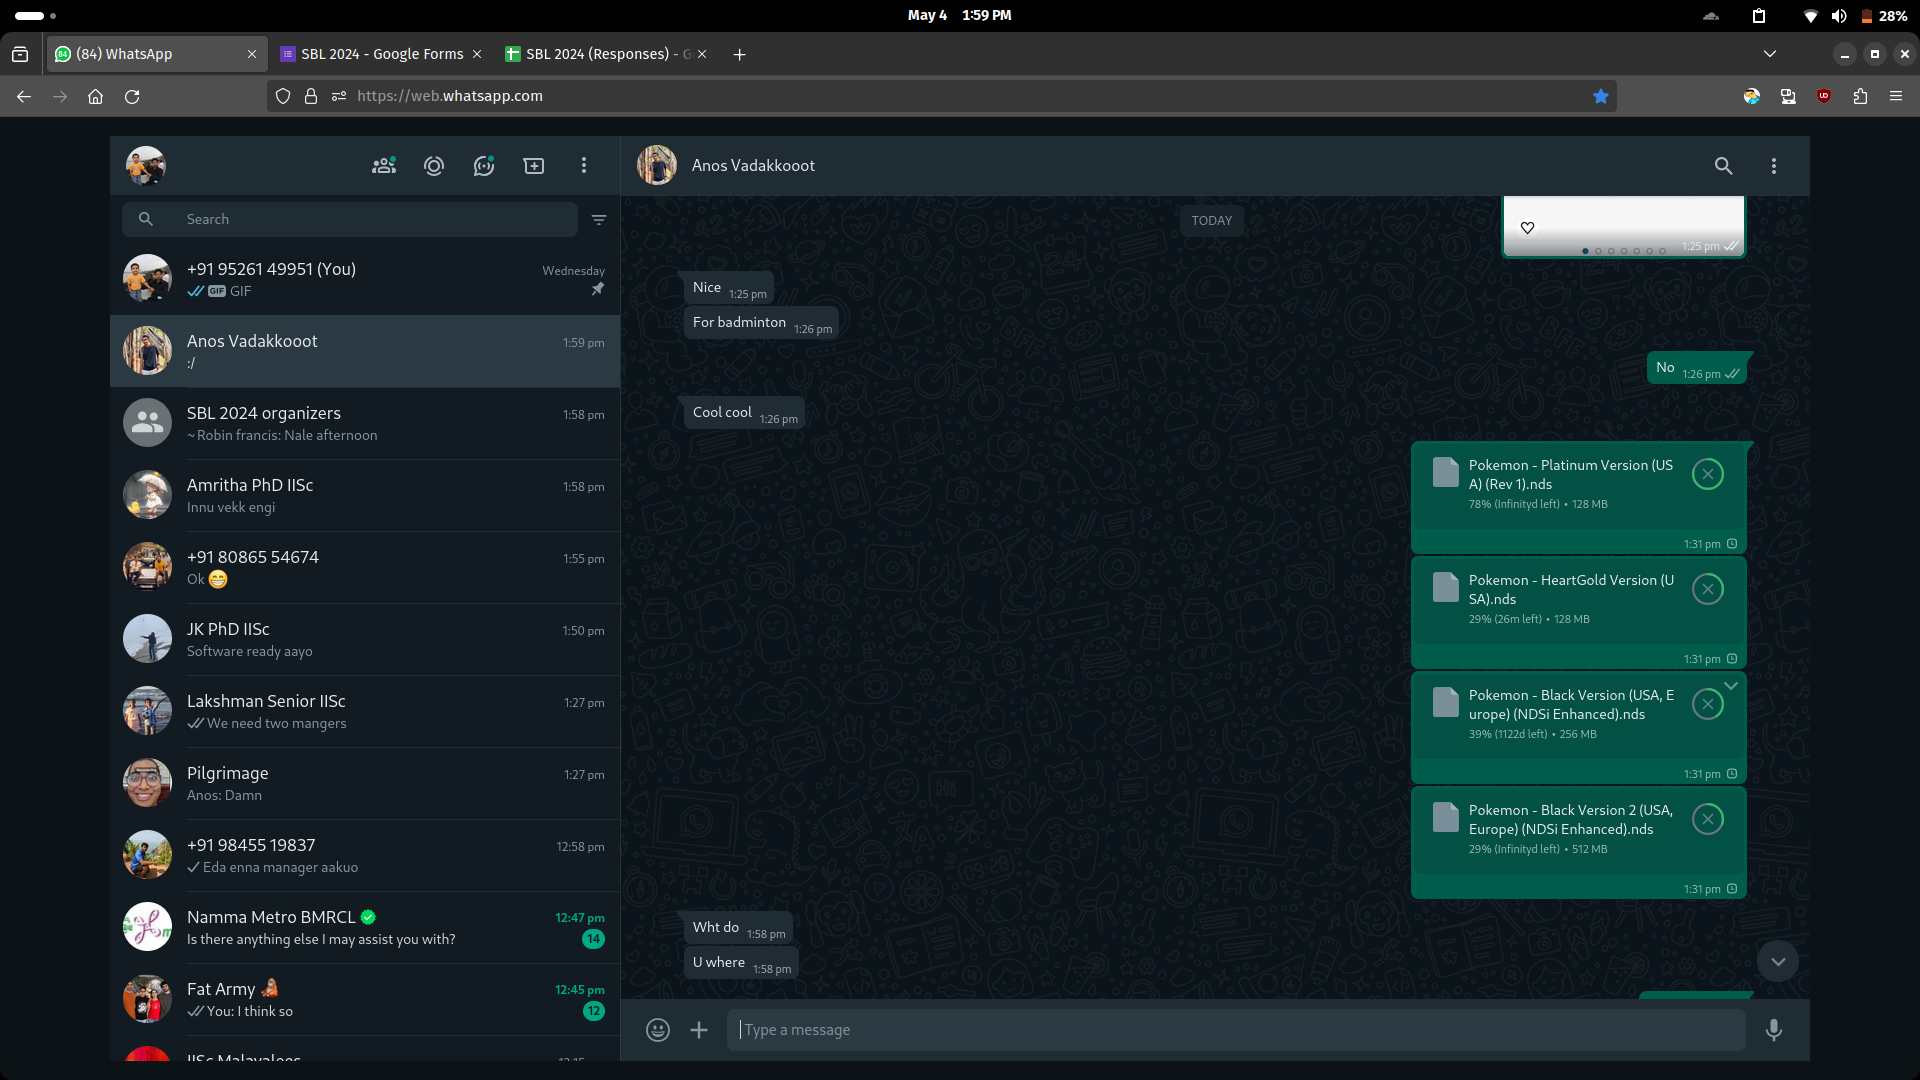 May 4 1:59 PM
28%
(84) WhatsApp
SBL 2024 - Google Forms
SBL 2024 (Responses) - G
https://web.whatsapp.com
Search
+91 95261 49951 (You)
Wednesday
GIF GIF
Anos Vadakkooot
1:59 pm
:/
SBL 2024 organizers
1:58 pm
~ Robin francis: Nale afternoon
Amritha PhD IISc
1:58 pm
Innu vekk engi
+91 80865 54674
1:55 pm
Ok 😁
JK PhD IISc
1:50 pm
Software ready aayo
Lakshman Senior IISc
1:27 pm
We need two mangers
Pilgrimage
1:27 pm
Anos: Damn
+91 98455 19837
12:58 pm
Eda enna manager aakuo
Namma Metro BMRCL
12:47 pm
Is there anything else I may assist you with?
14
Fat Army
12:45 pm
You: I think so
12
Anos Vadakkooot
TODAY
1:25 pm
Nice 1:25 pm
For badminton 1:26 pm
No 1:26 pm
Cool cool 1:26 pm
Pokemon - Platinum Version (US
A) (Rev 1).nds
78% (Infinityd left) • 128 MB
1:31 pm
Pokemon - HeartGold Version (U
SA).nds
29% (26m left) • 128 MB
1:31 pm
Pokemon - Black Version (USA, E
urope) (NDSi Enhanced).nds
39% (1122d left) • 256 MB
1:31 pm
Pokemon - Black Version 2 (USA,
Europe) (NDSi Enhanced).nds
29% (Infinityd left) • 512 MB
1:31 pm
Wht do 1:58 pm
U where 1:58 pm
Type a message